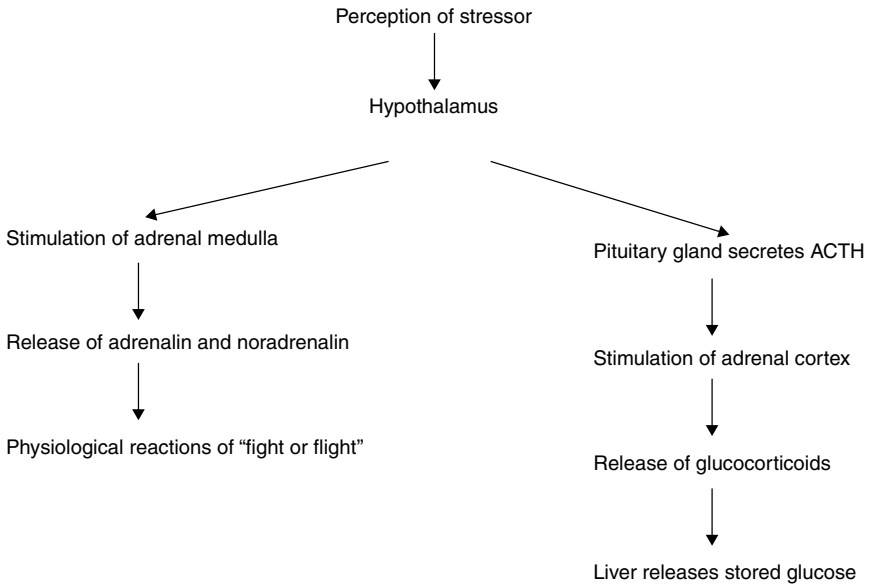 Perception of stressor
Hypothalamus
Stimulation of adrenal medulla
Release of adrenalin and noradrenalin
Physiological reactions of “fight or flight”
Pituitary gland secretes ACTH
Stimulation of adrenal cortex
Release of glucocorticoids
Liver releases stored glucose